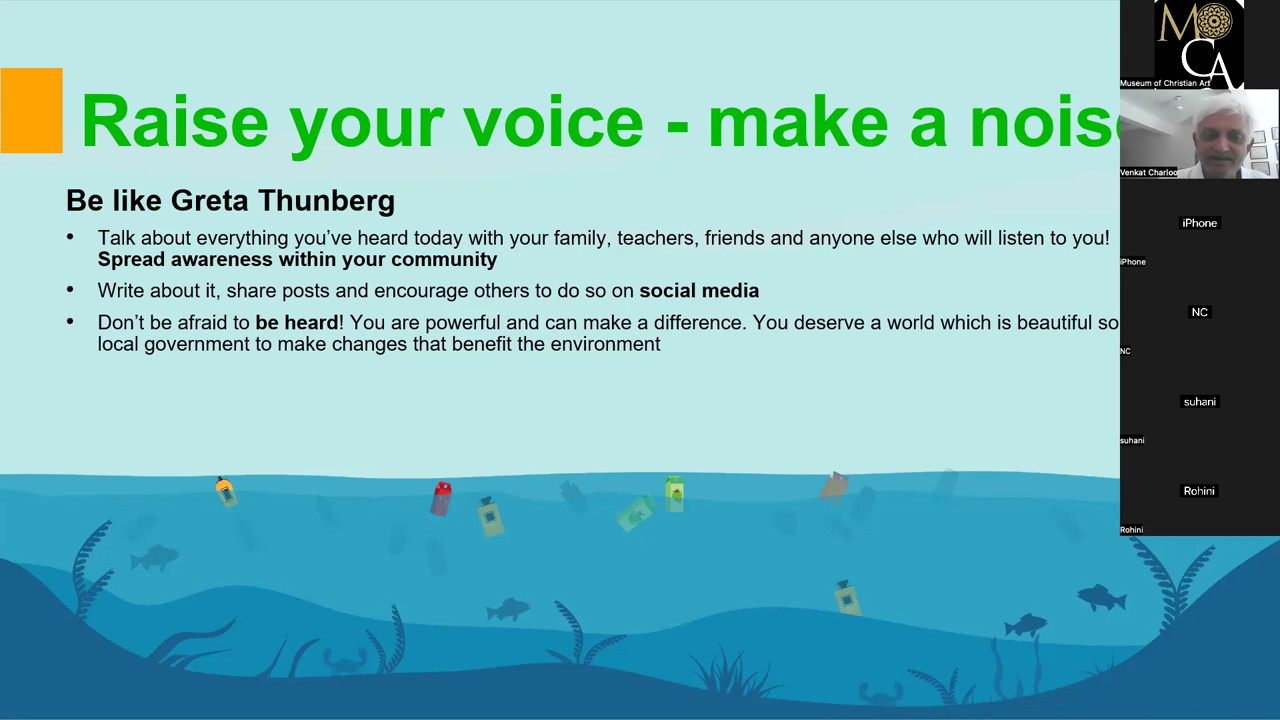 Raise your voice - make a nois
Be like Greta Thunberg
• Talk about everything you’ve heard today with your family, teachers, friends and anyone else who will listen to you!
Spread awareness within your community
• Write about it, share posts and encourage others to do so on social media
• Don’t be afraid to be heard! You are powerful and can make a difference. You deserve a world which is beautiful so
local government to make changes that benefit the environment
MOCA
Museum of Christian Art
Venkat Charloo
iPhone
iPhone
NC
NC
suhani
suhani
Rohini
Rohini